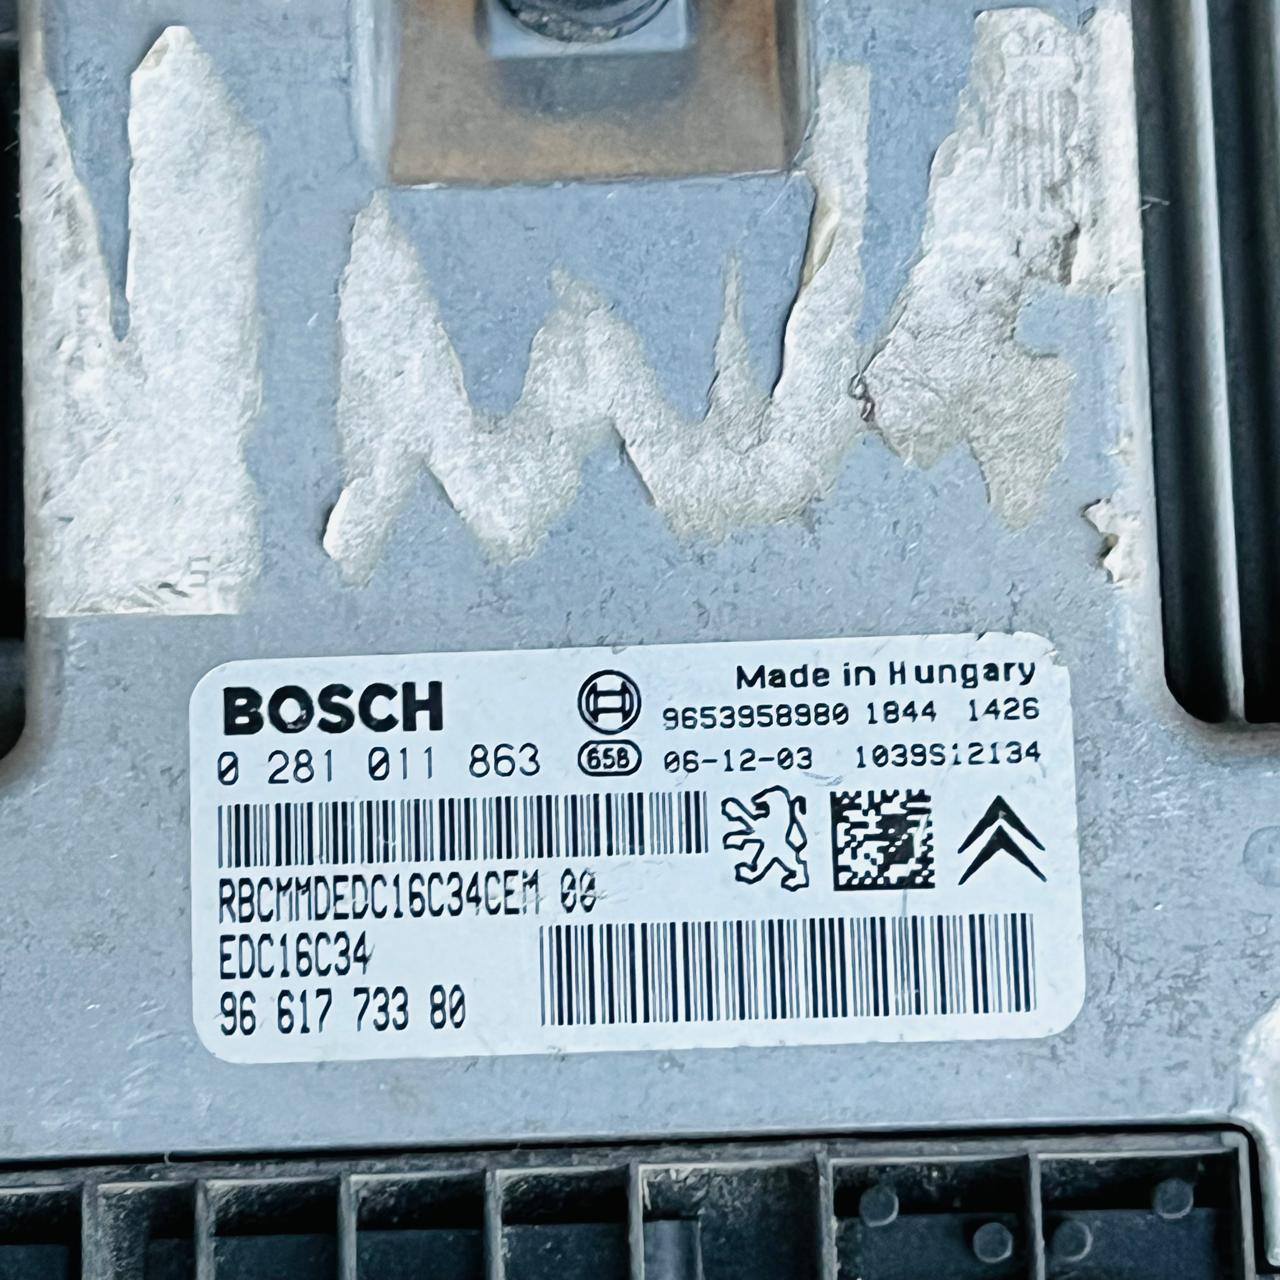 BOSCH
Made in Hungary
9653958980 1844 1426
0 281 011 863
658
06-12-03 1039S12134
RBCMMDEDC16C34CEM 00
EDC16C34
96 617 733 80